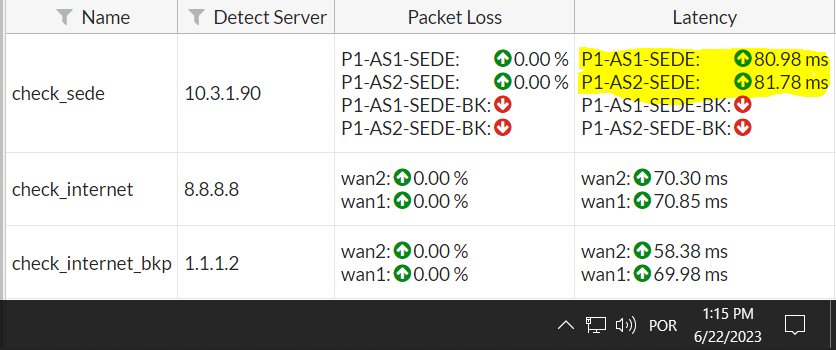 Name Detect Server Packet Loss Latency
check_sede 10.3.1.90
P1-AS1-SEDE: 0.00 %
P1-AS2-SEDE: 0.00 %
P1-AS1-SEDE-BK:
P1-AS2-SEDE-BK:
P1-AS1-SEDE: 80.98 ms
P1-AS2-SEDE: 81.78 ms
P1-AS1-SEDE-BK:
P1-AS2-SEDE-BK:
check_internet 8.8.8.8
wan2: 0.00 %
wan1: 0.00 %
wan2: 70.30 ms
wan1: 70.85 ms
check_internet_bkp 1.1.1.2
wan2: 0.00 %
wan1: 0.00 %
wan2: 58.38 ms
wan1: 69.98 ms
POR
1:15 PM
6/22/2023